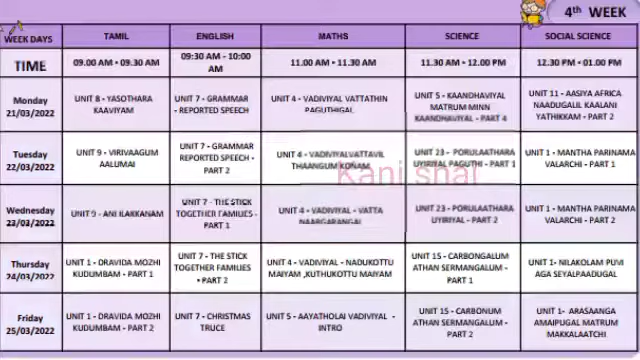 4th WEEK
WEEK DAYS TAMIL ENGLISH MATHS SCIENCE SOCIAL SCIENCE
TIME 09.00 AM - 09.30 AM 09:30 AM - 10:00 AM 11.00 AM - 11.30 AM 11.30 AM - 12.00 PM 12.30 PM - 01.00 PM
Monday 21/03/2022 UNIT 8 - YASOTHARA KAAVIYAM UNIT 7 - GRAMMAR - REPORTED SPEECH UNIT 4 - VADIVIYAL VATTATHIN PAGUTHIGAL UNIT 5 - KAANDHAVIYAL MATRUM MINN KAANDHAVIYAL - PART 4 UNIT 11 - AASIYA AFRICA NAADUGALIL KAALANI YATHIKKAM - PART 2
Tuesday 22/03/2022 UNIT 9 - VIRIVAAGUM AALUMAI UNIT 7 - GRAMMAR REPORTED SPEECH - PART 2 UNIT 4 - VADIVIYALVATTAVIL THAANGUM KONAM UNIT 23 - PORULAATHARA UYIRIYAL PAGUTHI - PART 1 UNIT 1 - MANTHA PARINAMA VALARCHI - PART 1
Kani shat
Wednesday 23/03/2022 UNIT 9 - ANI ILAKKANAM UNIT 7 - THE STICK TOGETHER FAMILIES - PART 1 UNIT 4 - VADIVIYAL - VATTA NAARGARANGAL UNIT 23 - PORULAATHARA UYIRIYAL - PART 2 UNIT 1 - MANTHA PARINAMA VALARCHI - PART 2
Thursday 24/03/2022 UNIT 1 - DRAVIDA MOZHI KUDUMBAM - PART 1 UNIT 7 - THE STICK TOGETHER FAMILIES - PART 2 UNIT 4 - VADIVIYAL - NADUKOTTU MAIYAM ,KUTHUKOTTU MAIYAM UNIT 15 - CARBONGALUM ATHAN SERMANGALUM - PART 1 UNIT 1- NILAKOLAM PUVI AGA SEYALPAADUGAL
Friday 25/03/2022 UNIT 1 - DRAVIDA MOZHI KUDUMBAM - PART 2 UNIT 7 - CHRISTMAS TRUCE UNIT 5 - AAYATHOLAI VADIVIYAL - INTRO UNIT 15 - CARBONUM ATHAN SERMANGALUM - PART 2 UNIT 1- ARASAANGA AMAIPUGAL MATRUM MAKKALAATCHI